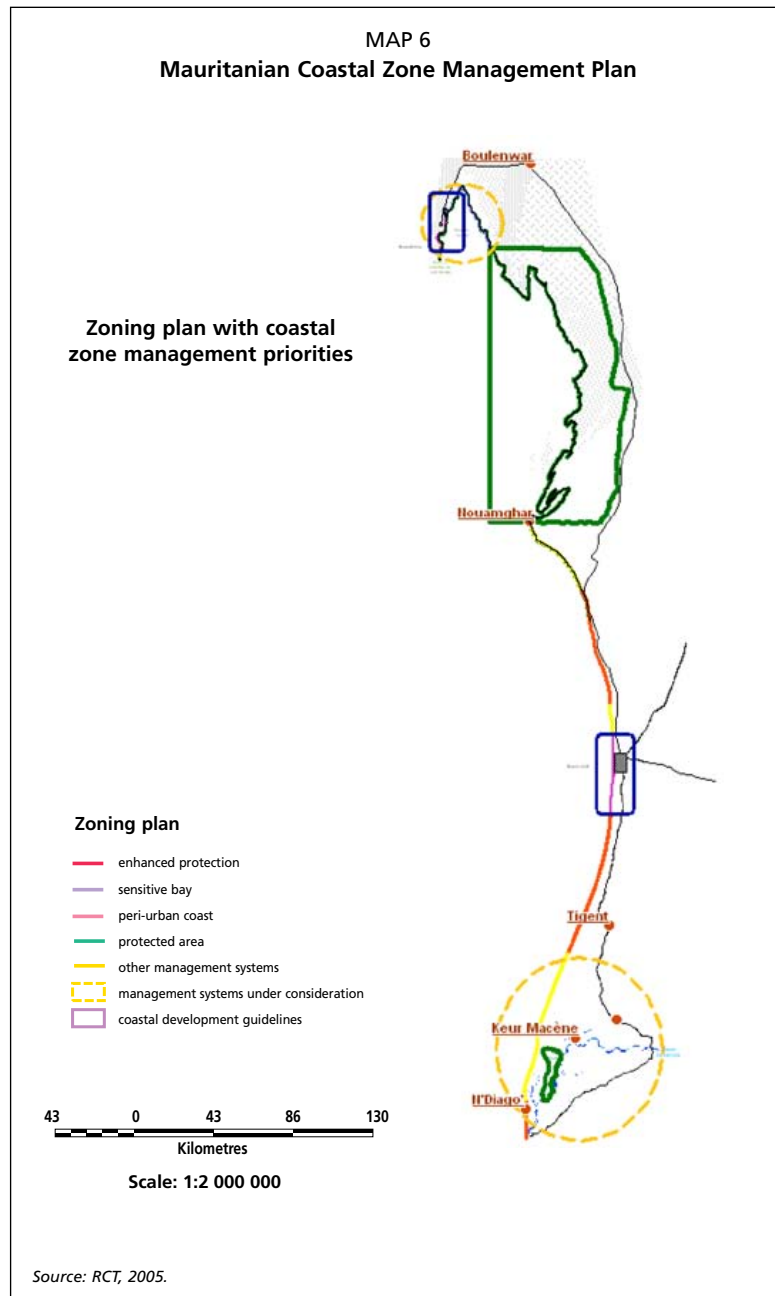 MAP 6
Mauritanian Coastal Zone Management Plan
Boulenwar
Zoning plan with coastal
zone management priorities
Nouamghar
Zoning plan
enhanced protection
sensitive bay
peri-urban coast
protected area
other management systems
management systems under consideration
coastal development guidelines
Tigent
Keur Macène
N'Diago
43 0 43 86 130
Kilometres
Scale: 1:2 000 000
Source: RCT, 2005.